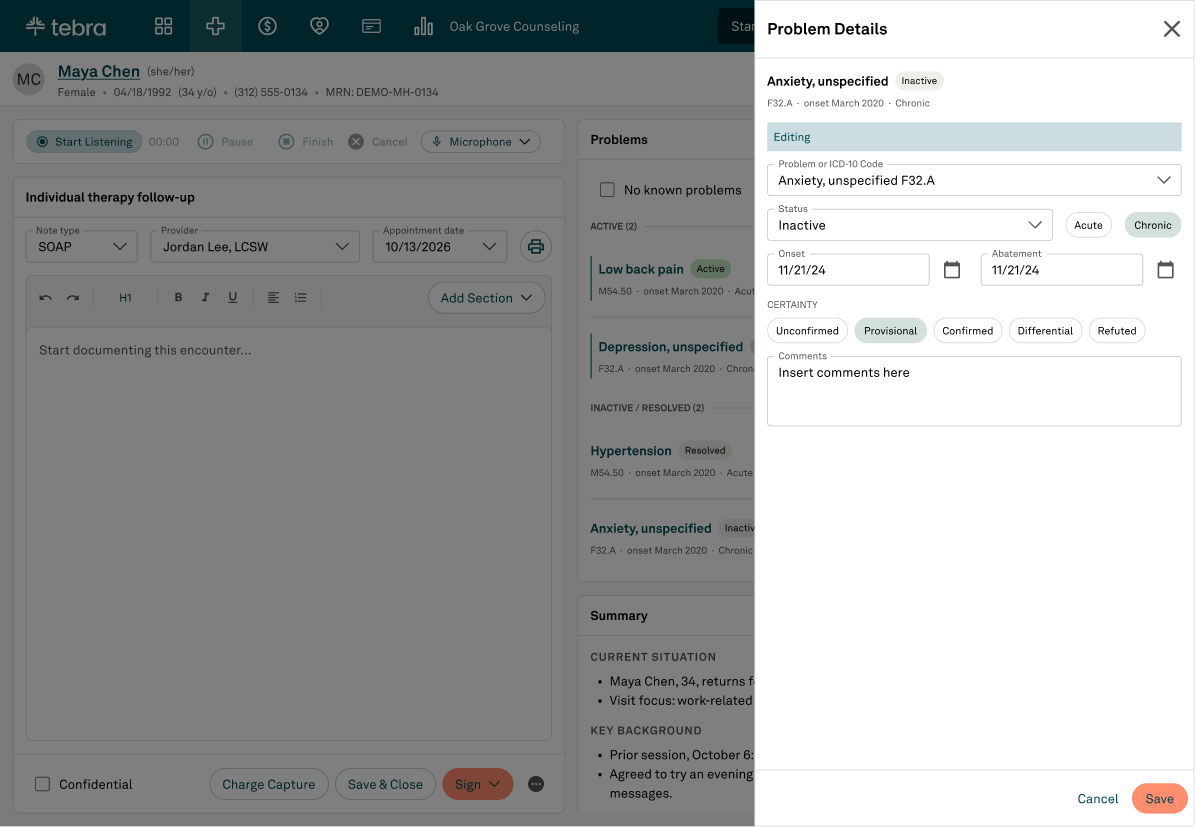 tebra
Oak Grove Counseling
MC
Maya Chen (she/her)
Female • 04/18/1992 (34 y/o) • (312) 555-0134 • MRN: DEMO-MH-0134
Start Listening 00:00 Pause Finish Cancel Microphone
Individual therapy follow-up
Note type
SOAP
Provider
Jordan Lee, LCSW
Appointment date
10/13/2026
H1 B I U
Add Section
Start documenting this encounter...
Confidential
Charge Capture
Save & Close
Sign
Problems
No known problems
ACTIVE (2)
Low back pain Active
M54.50 · onset March 2020 ·
Depression, unspecified
F32.A · onset March 2020 ·
INACTIVE / RESOLVED (2)
Hypertension Resolved
M54.50 · onset March 2020 · Acute
Anxiety, unspecified
F32.A · onset March 2020 · Chronic
Summary
CURRENT SITUATION
• Maya Chen, 34, returns
• Visit focus: work-related
KEY BACKGROUND
• Prior session, October 6:
• Agreed to try an evening
messages.
Problem Details
Anxiety, unspecified Inactive
F32.A · onset March 2020 · Chronic
Editing
Problem or ICD-10 Code
Anxiety, unspecified F32.A
Status
Inactive
Acute
Chronic
Onset
11/21/24
Abatement
11/21/24
CERTAINTY
Unconfirmed Provisional Confirmed Differential Refuted
Comments
Insert comments here
Cancel
Save